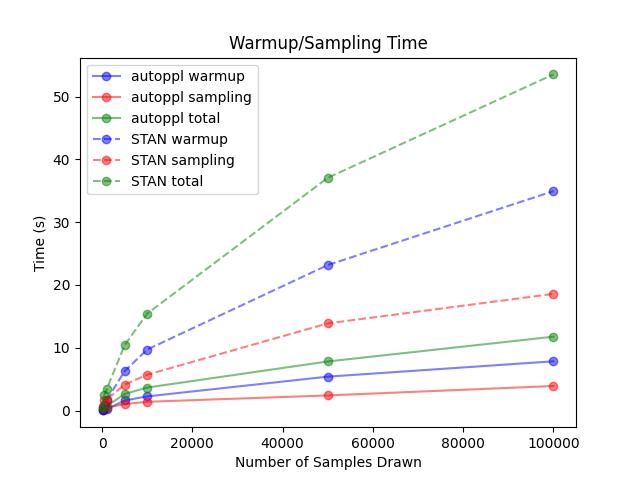 Warmup/Sampling Time
autoppl warmup
autoppl sampling
autoppl total
STAN warmup
STAN sampling
STAN total
Time (s)
50
40
30
20
10
0
0 20000 40000 60000 80000 100000
Number of Samples Drawn